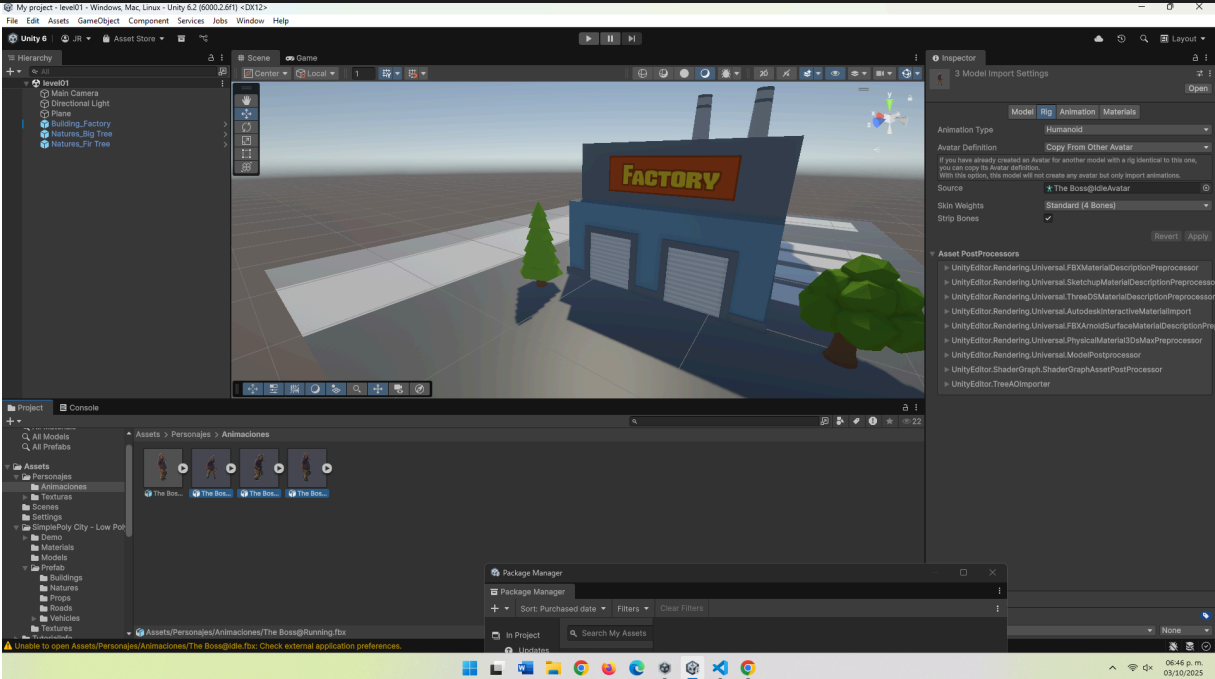 My project - level01 - Windows, Mac, Linux - Unity 6.2 (6000.2.6f1) <DX12>
File Edit Assets GameObject Component Services Jobs Window Help
Unity 6 JR Asset Store Layout
Hierarchy
All
level01
Main Camera
Directional Light
Plane
Building_Factory
Natures_Big Tree
Natures_Fir Tree
Scene Game
Center Local 1 2D
y
FACTORY
Inspector
3 Model Import Settings
Open
Model Rig Animation Materials
Animation Type Humanoid
Avatar Definition Copy From Other Avatar
If you have already created an Avatar for another model with a rig identical to this one,
you can copy its Avatar definition.
With this option, this model will not create any avatar but only import animations.
Source The Boss@IdleAvatar
Skin Weights Standard (4 Bones)
Strip Bones
Revert Apply
Asset PostProcessors
UnityEditor.Rendering.Universal.FBXMaterialDescriptionPreprocessor
UnityEditor.Rendering.Universal.SketchupMaterialDescriptionPreprocesso
UnityEditor.Rendering.Universal.ThreeDSMaterialDescriptionPreprocessor
UnityEditor.Rendering.Universal.AutodeskInteractiveMaterialImport
UnityEditor.Rendering.Universal.FBXArnoldSurfaceMaterialDescriptionPre
UnityEditor.Rendering.Universal.PhysicalMaterial3DsMaxPreprocessor
UnityEditor.Rendering.Universal.ModelPostprocessor
UnityEditor.ShaderGraph.ShaderGraphAssetPostProcessor
UnityEditor.TreeAOImporter
Project Console
22
All Models
All Prefabs
Assets
Personajes
Animaciones
Texturas
Scenes
Settings
SimplePoly City - Low Pol
Demo
Materials
Models
Prefab
Buildings
Natures
Props
Roads
Vehicles
Textures
Assets > Personajes > Animaciones
The Bos... The Bos... The Bos... The Bos...
Assets/Personajes/Animaciones/The Boss@Running.fbx
Package Manager
Package Manager
Sort: Purchased date Filters Clear Filters
In Project Search My Assets
Updates
None
Unable to open Assets/Personajes/Animaciones/The Boss@Idle.fbx: Check external application preferences.
06:46 p. m.
03/10/2025